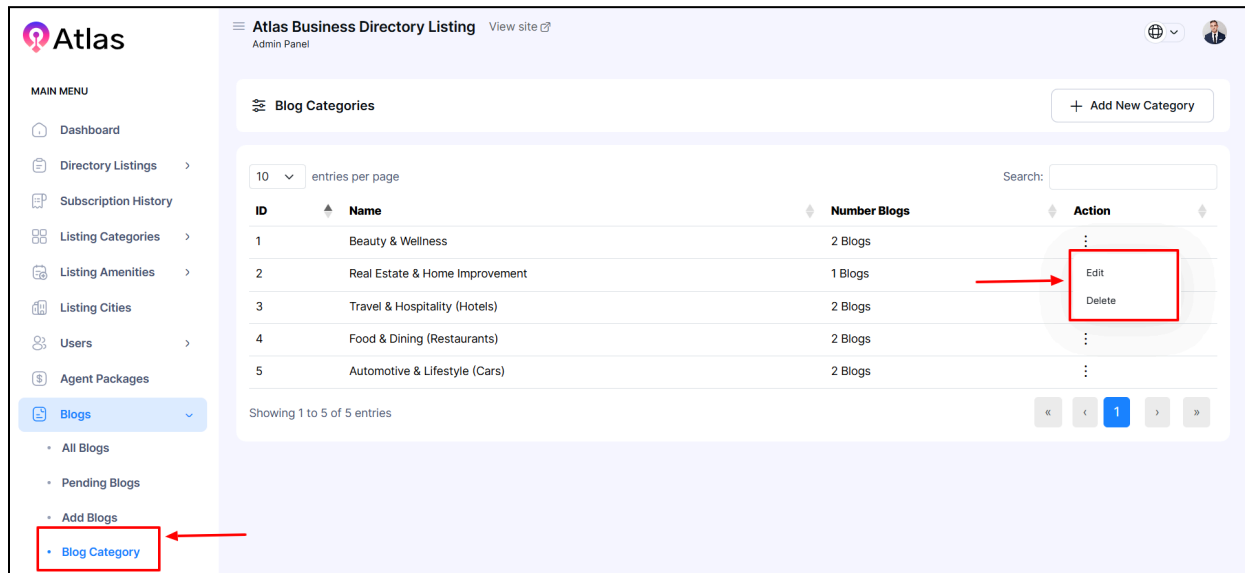 Atlas
Atlas Business Directory Listing View site
Admin Panel
MAIN MENU
Dashboard
Directory Listings
Subscription History
Listing Categories
Listing Amenities
Listing Cities
Users
Agent Packages
Blogs
All Blogs
Pending Blogs
Add Blogs
Blog Category
Blog Categories
+ Add New Category
10 entries per page
Search:
ID Name Number Blogs Action
1 Beauty & Wellness 2 Blogs
2 Real Estate & Home Improvement 1 Blogs
3 Travel & Hospitality (Hotels) 2 Blogs
4 Food & Dining (Restaurants) 2 Blogs
5 Automotive & Lifestyle (Cars) 2 Blogs
Edit
Delete
Showing 1 to 5 of 5 entries
« ‹ 1 › »